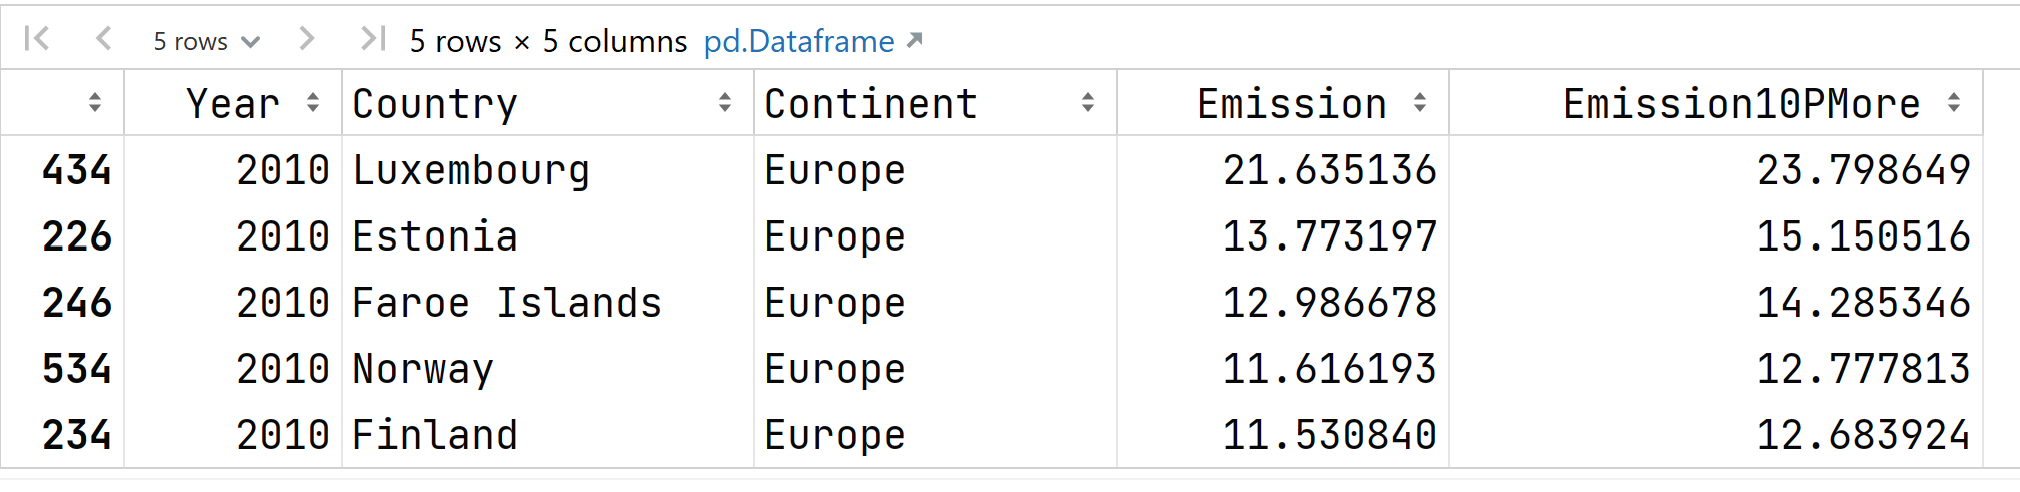 5 rows 5 rows × 5 columns pd.Dataframe
Year Country Continent Emission Emission10PMore
434 2010 Luxembourg Europe 21.635136 23.798649
226 2010 Estonia Europe 13.773197 15.150516
246 2010 Faroe Islands Europe 12.986678 14.285346
534 2010 Norway Europe 11.616193 12.777813
234 2010 Finland Europe 11.530840 12.683924